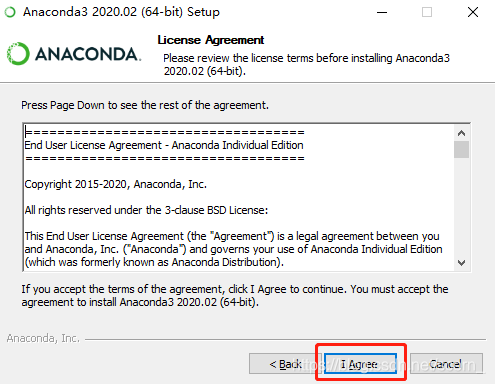 Anaconda3 2020.02 (64-bit) Setup
ANACONDA.
License Agreement
Please review the license terms before installing Anaconda3
2020.02 (64-bit).
Press Page Down to see the rest of the agreement.
===================================
End User License Agreement - Anaconda Individual Edition
===================================
Copyright 2015-2020, Anaconda, Inc.
All rights reserved under the 3-clause BSD License:
This End User License Agreement (the "Agreement") is a legal agreement between you
and Anaconda, Inc. ("Anaconda") and governs your use of Anaconda Individual Edition
(which was formerly known as Anaconda Distribution).
If you accept the terms of the agreement, click I Agree to continue. You must accept the
agreement to install Anaconda3 2020.02 (64-bit).
Anaconda, Inc.
< Back
I Agree
Cancel